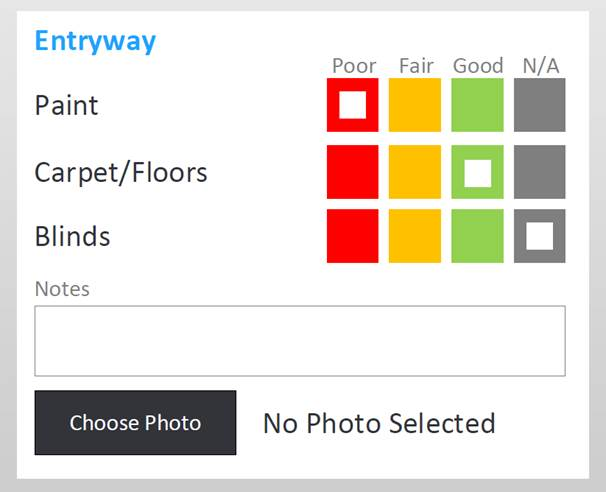 Entryway
Poor Fair Good N/A
Paint
Carpet/Floors
Blinds
Notes
Choose Photo No Photo Selected